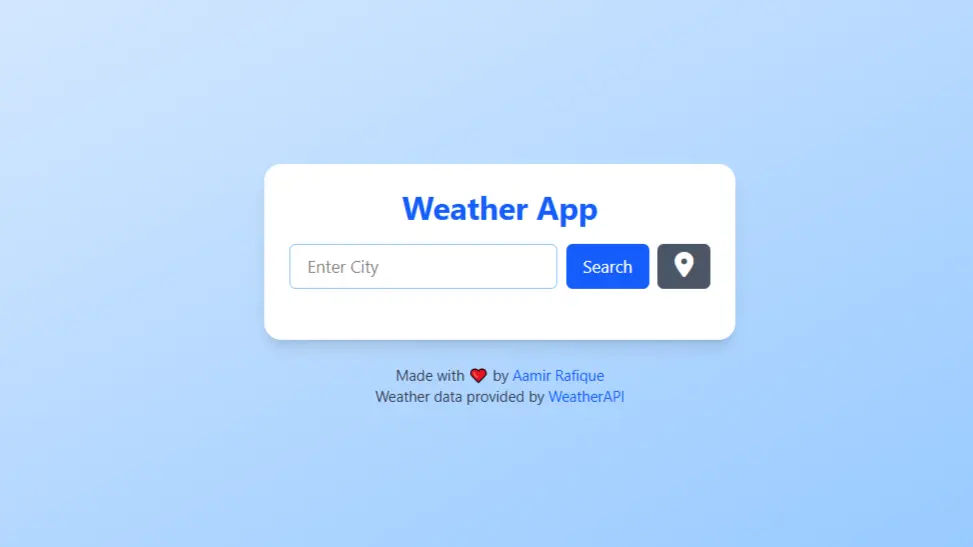 Weather App
Enter City
Search
Made with ❤️ by Aamir Rafique
Weather data provided by WeatherAPI